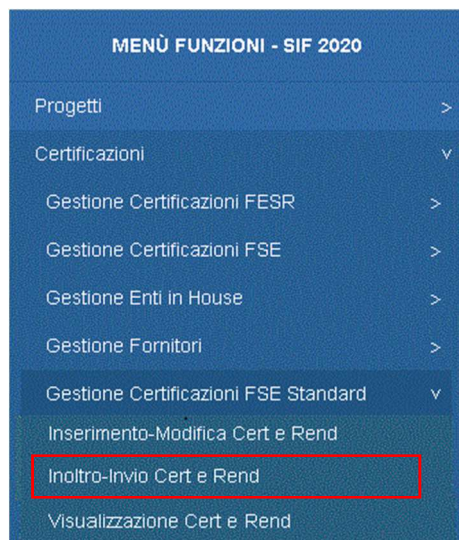 MENÙ FUNZIONI - SIF 2020
Progetti >
Certificazioni v
Gestione Certificazioni FESR >
Gestione Certificazioni FSE >
Gestione Enti in House >
Gestione Fornitori >
Gestione Certificazioni FSE Standard v
Inserimento-Modifica Cert e Rend
Inoltro-Invio Cert e Rend
Visualizzazione Cert e Rend